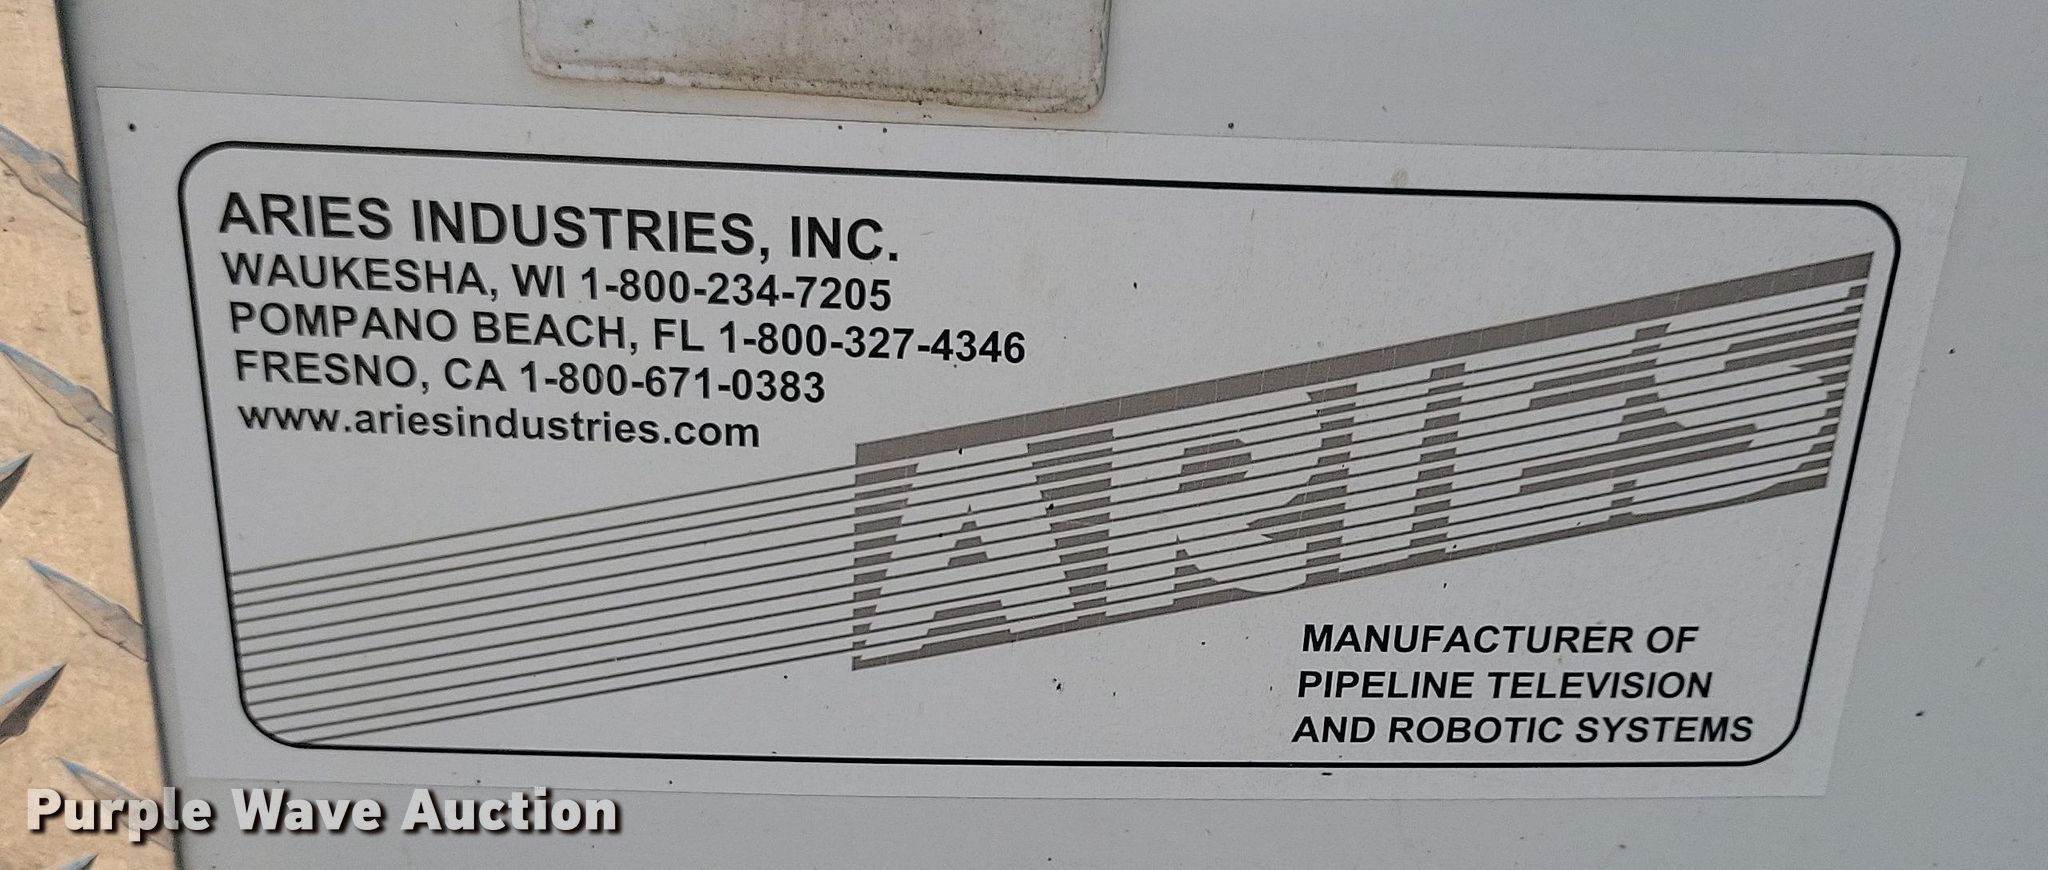 ARIES INDUSTRIES, INC.
WAUKESHA, WI 1-800-234-7205
POMPANO BEACH, FL 1-800-327-4346
FRESNO, CA 1-800-671-0383
www.ariesindustries.com
ARIES
MANUFACTURER OF
PIPELINE TELEVISION
AND ROBOTIC SYSTEMS
Purple Wave Auction